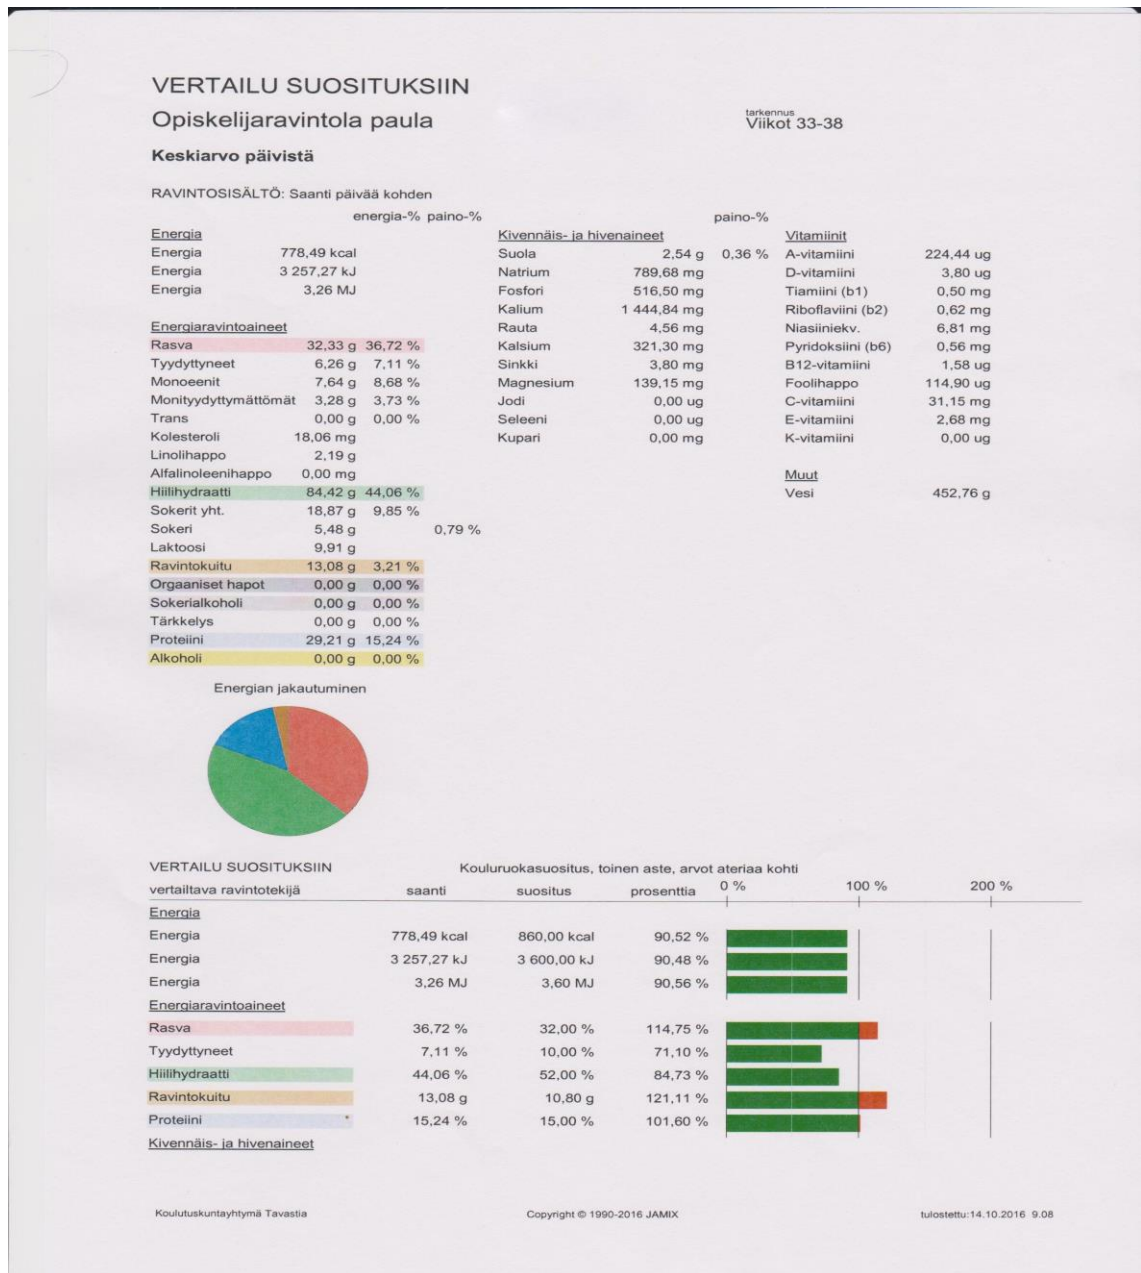 VERTAILU SUOSITUKSIIN
Opiskelijaravintola paula
tarkennus
Viikot 33-38
Keskiarvo päivistä
RAVINTOSISÄLTÖ: Saanti päivää kohden
energia-% paino-%
paino-%
Energia
Energia 778,49 kcal
Energia 3 257,27 kJ
Energia 3,26 MJ
Energiaravintoaineet
Rasva 32,33 g 36,72 %
Tyydyttyneet 6,26 g 7,11 %
Monoeenit 7,64 g 8,68 %
Monityydyttymättömät 3,28 g 3,73 %
Trans 0,00 g 0,00 %
Kolesteroli 18,06 mg
Linolihappo 2,19 g
Alfalinoleenihappo 0,00 mg
Hiilihydraatti 84,42 g 44,06 %
Sokerit yht. 18,87 g 9,85 %
Sokeri 5,48 g 0,79 %
Laktoosi 9,91 g
Ravintokuitu 13,08 g 3,21 %
Orgaaniset hapot 0,00 g 0,00 %
Sokerialkoholi 0,00 g 0,00 %
Tärkkelys 0,00 g 0,00 %
Proteiini 29,21 g 15,24 %
Alkoholi 0,00 g 0,00 %
Kivennäis- ja hivenaineet
Suola 2,54 g 0,36 %
Natrium 789,68 mg
Fosfori 516,50 mg
Kalium 1 444,84 mg
Rauta 4,56 mg
Kalsium 321,30 mg
Sinkki 3,80 mg
Magnesium 139,15 mg
Jodi 0,00 ug
Seleeni 0,00 ug
Kupari 0,00 mg
Vitamiinit
A-vitamiini 224,44 ug
D-vitamiini 3,80 ug
Tiamiini (b1) 0,50 mg
Riboflaviini (b2) 0,62 mg
Niasiiniekv. 6,81 mg
Pyridoksiini (b6) 0,56 mg
B12-vitamiini 1,58 ug
Foolihappo 114,90 ug
C-vitamiini 31,15 mg
E-vitamiini 2,68 mg
K-vitamiini 0,00 ug
Muut
Vesi 452,76 g
Energian jakautuminen
VERTAILU SUOSITUKSIIN Kouluruokasuositus, toinen aste, arvot ateriaa kohti
vertailtava ravintotekijä saanti suositus prosenttia 0 % 100 % 200 %
Energia
Energia 778,49 kcal 860,00 kcal 90,52 %
Energia 3 257,27 kJ 3 600,00 kJ 90,48 %
Energia 3,26 MJ 3,60 MJ 90,56 %
Energiaravintoaineet
Rasva 36,72 % 32,00 % 114,75 %
Tyydyttyneet 7,11 % 10,00 % 71,10 %
Hiilihydraatti 44,06 % 52,00 % 84,73 %
Ravintokuitu 13,08 g 10,80 g 121,11 %
Proteiini 15,24 % 15,00 % 101,60 %
Kivennäis- ja hivenaineet
Koulutuskuntayhtymä Tavastia Copyright © 1990-2016 JAMIX tulostettu:14.10.2016 9.08